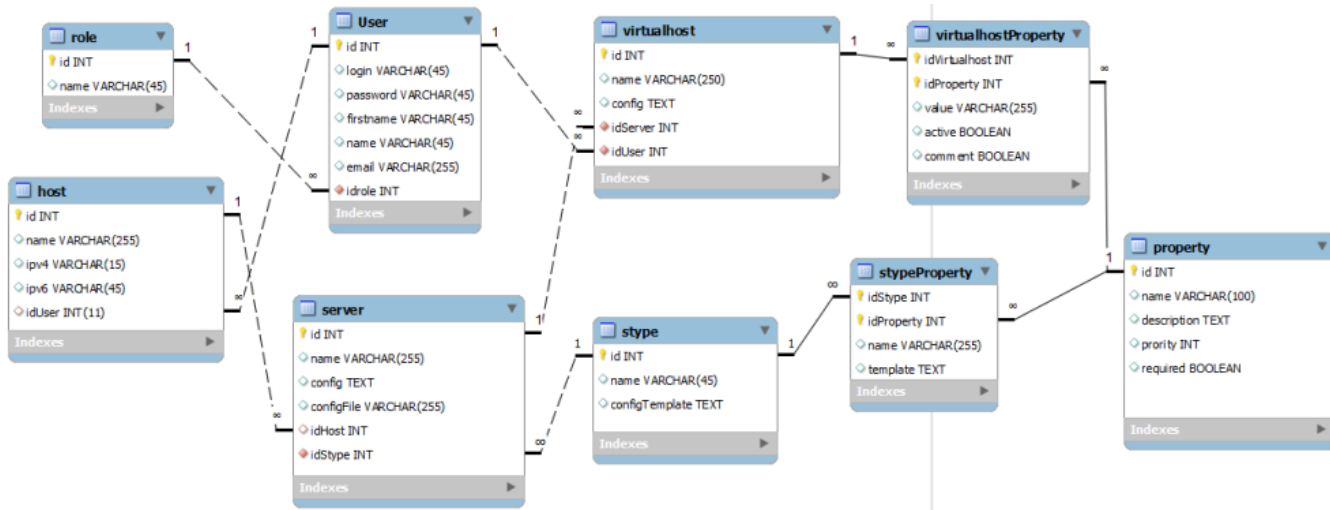 role
id INT
name VARCHAR(45)
Indexes
1
∞
User
id INT
login VARCHAR(45)
password VARCHAR(45)
firstname VARCHAR(45)
name VARCHAR(45)
email VARCHAR(255)
idrole INT
Indexes
1
1
∞
virtualhost
id INT
name VARCHAR(250)
config TEXT
idServer INT
idUser INT
Indexes
1
∞
∞
virtualhostProperty
idVirtualhost INT
idProperty INT
value VARCHAR(255)
active BOOLEAN
comment BOOLEAN
Indexes
∞
∞
host
id INT
name VARCHAR(255)
ipv4 VARCHAR(15)
ipv6 VARCHAR(45)
idUser INT(11)
Indexes
1
∞
server
id INT
name VARCHAR(255)
config TEXT
configFile VARCHAR(255)
idHost INT
idStype INT
Indexes
1
∞
∞
stype
id INT
name VARCHAR(45)
configTemplate TEXT
Indexes
1
1
stypeProperty
idStype INT
idProperty INT
name VARCHAR(255)
template TEXT
Indexes
∞
∞
property
id INT
name VARCHAR(100)
description TEXT
prority INT
required BOOLEAN
Indexes
1